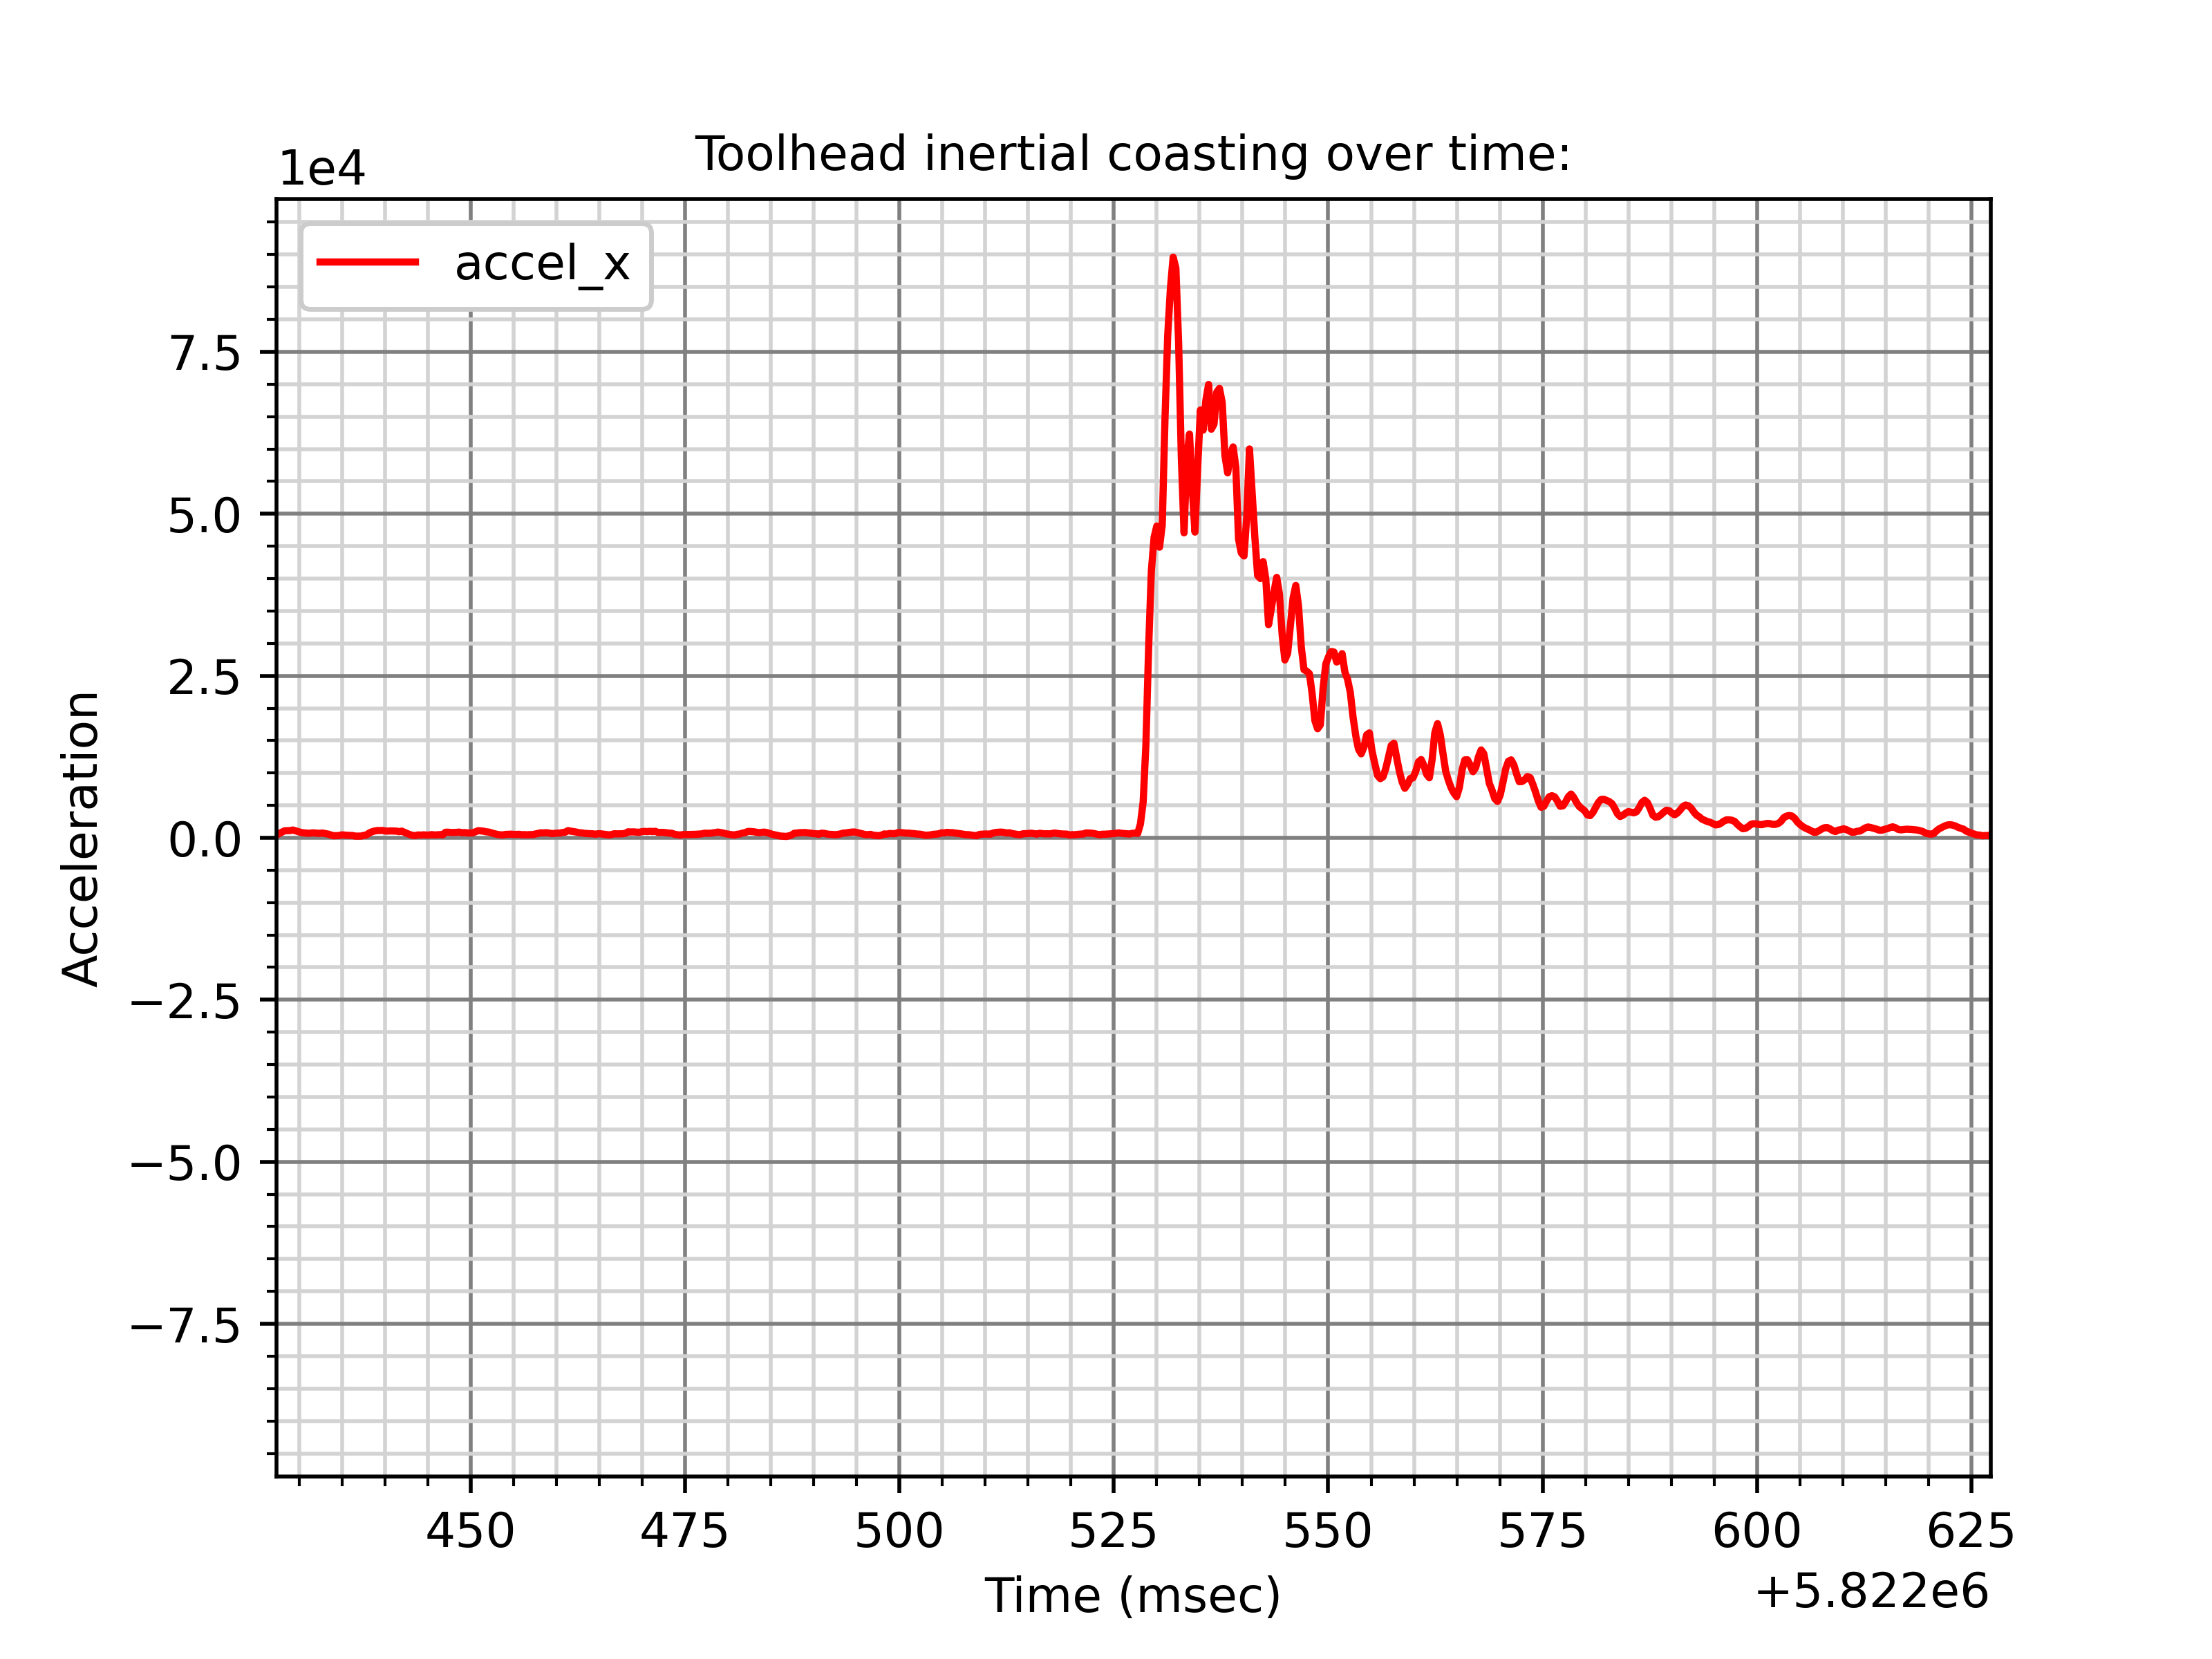 Toolhead inertial coasting over time:
1e4
accel_x
7.5
5.0
2.5
0.0
−2.5
−5.0
−7.5
Acceleration
450 475 500 525 550 575 600 625
Time (msec)
+5.822e6